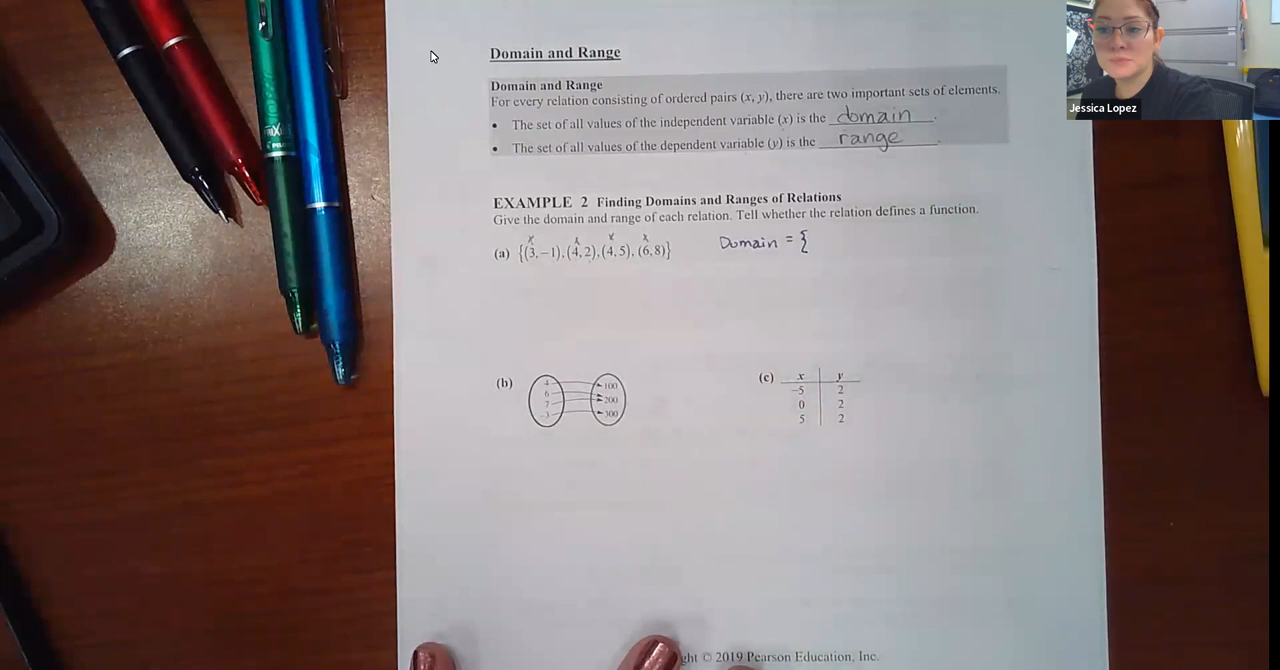 Domain and Range
Domain and Range
For every relation consisting of ordered pairs (x, y), there are two important sets of elements.
• The set of all values of the independent variable (x) is the domain.
• The set of all values of the dependent variable (y) is the range.
EXAMPLE 2 Finding Domains and Ranges of Relations
Give the domain and range of each relation. Tell whether the relation defines a function.
x x x x
(a) {(3,−1),(4,2),(4,5),(6,8)} Domain = {
(b)
4
6
7
−3
100
200
300
(c) x y
−5 2
0 2
5 2
ght © 2019 Pearson Education, Inc.
Jessica Lopez